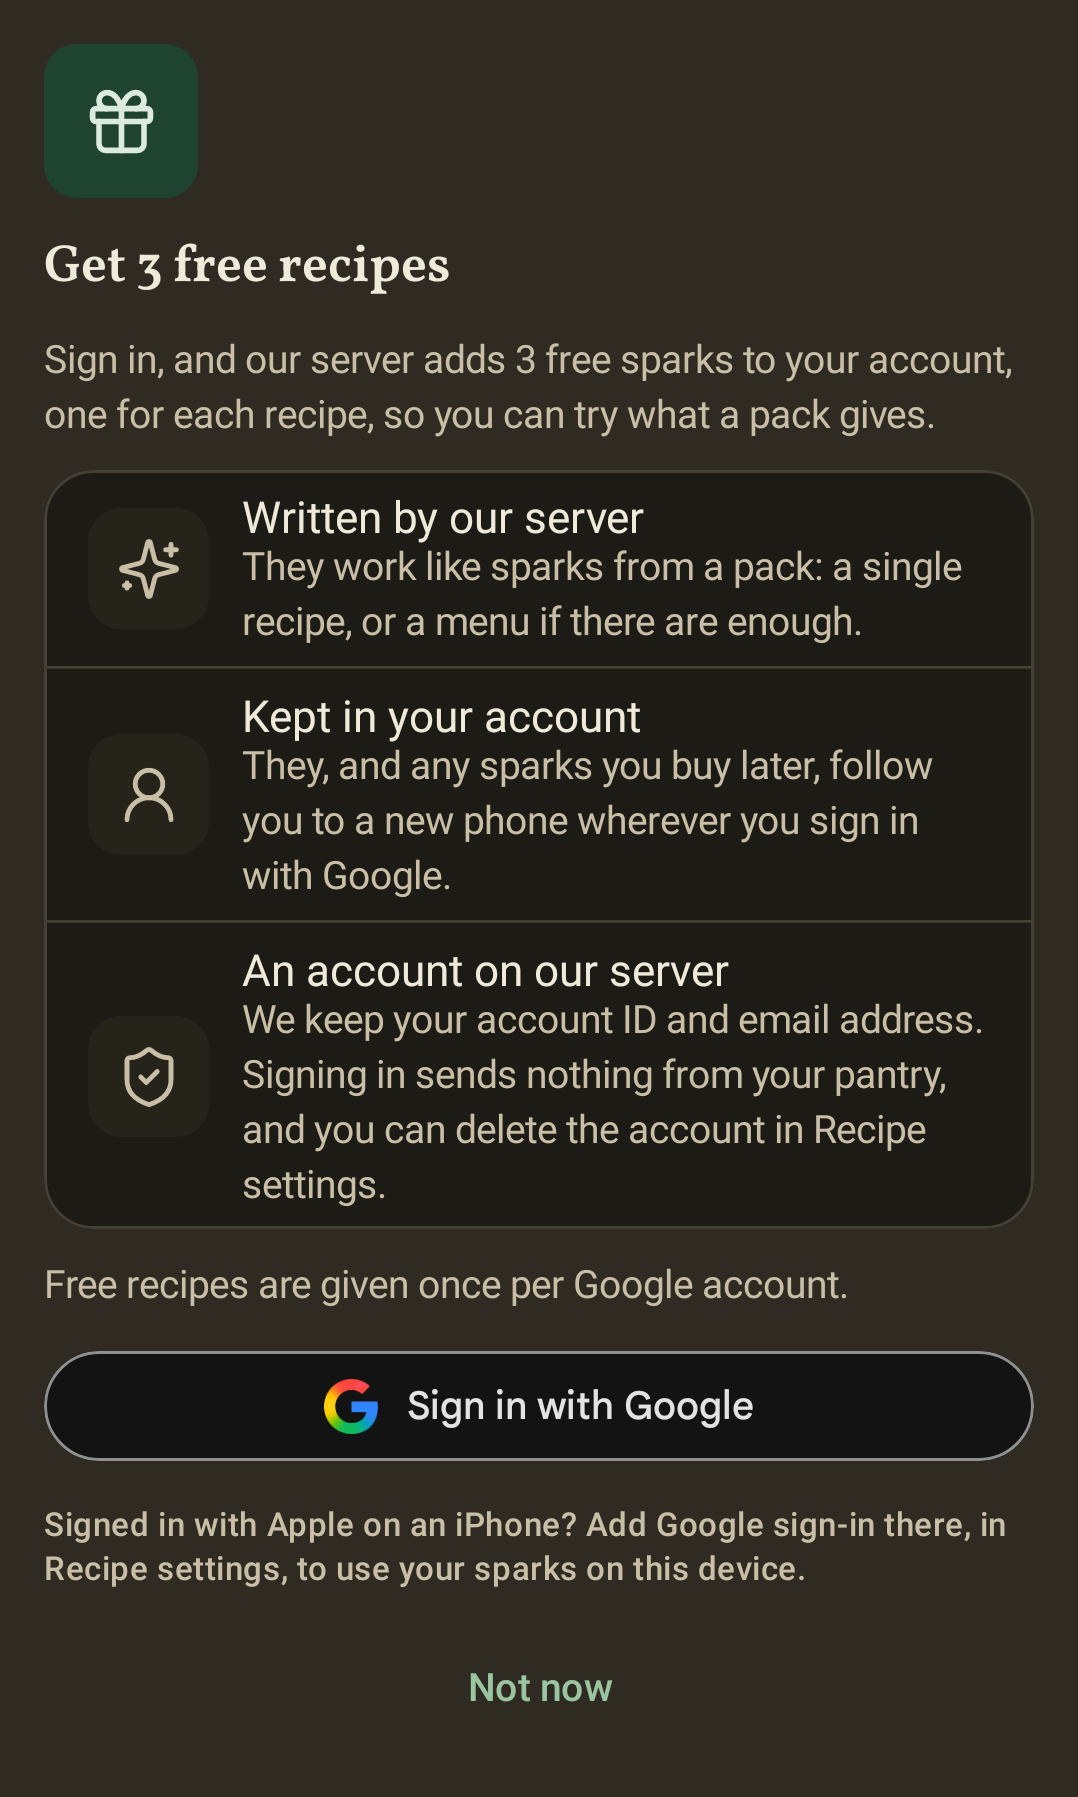 Get 3 free recipes
Sign in, and our server adds 3 free sparks to your account,
one for each recipe, so you can try what a pack gives.
Written by our server
They work like sparks from a pack: a single
recipe, or a menu if there are enough.
Kept in your account
They, and any sparks you buy later, follow
you to a new phone wherever you sign in
with Google.
An account on our server
We keep your account ID and email address.
Signing in sends nothing from your pantry,
and you can delete the account in Recipe
settings.
Free recipes are given once per Google account.
Sign in with Google
Signed in with Apple on an iPhone? Add Google sign-in there, in
Recipe settings, to use your sparks on this device.
Not now